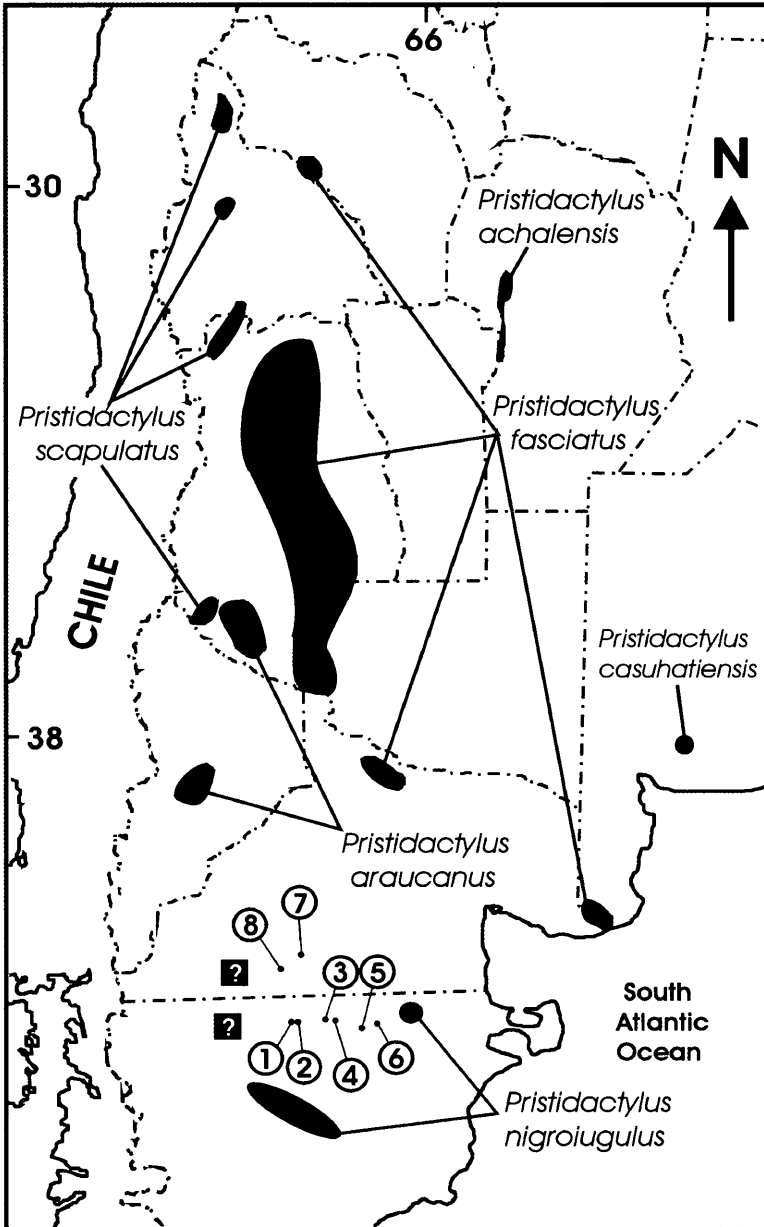 66
30
N
Pristidactylus
achalensis
Pristidactylus
scapulatus
Pristidactylus
fasciatus
CHILE
Pristidactylus
casuhatiensis
38
Pristidactylus
araucanus
7
8
?
3
5
?
1
2
4
6
South
Atlantic
Ocean
Pristidactylus
nigroiugulus